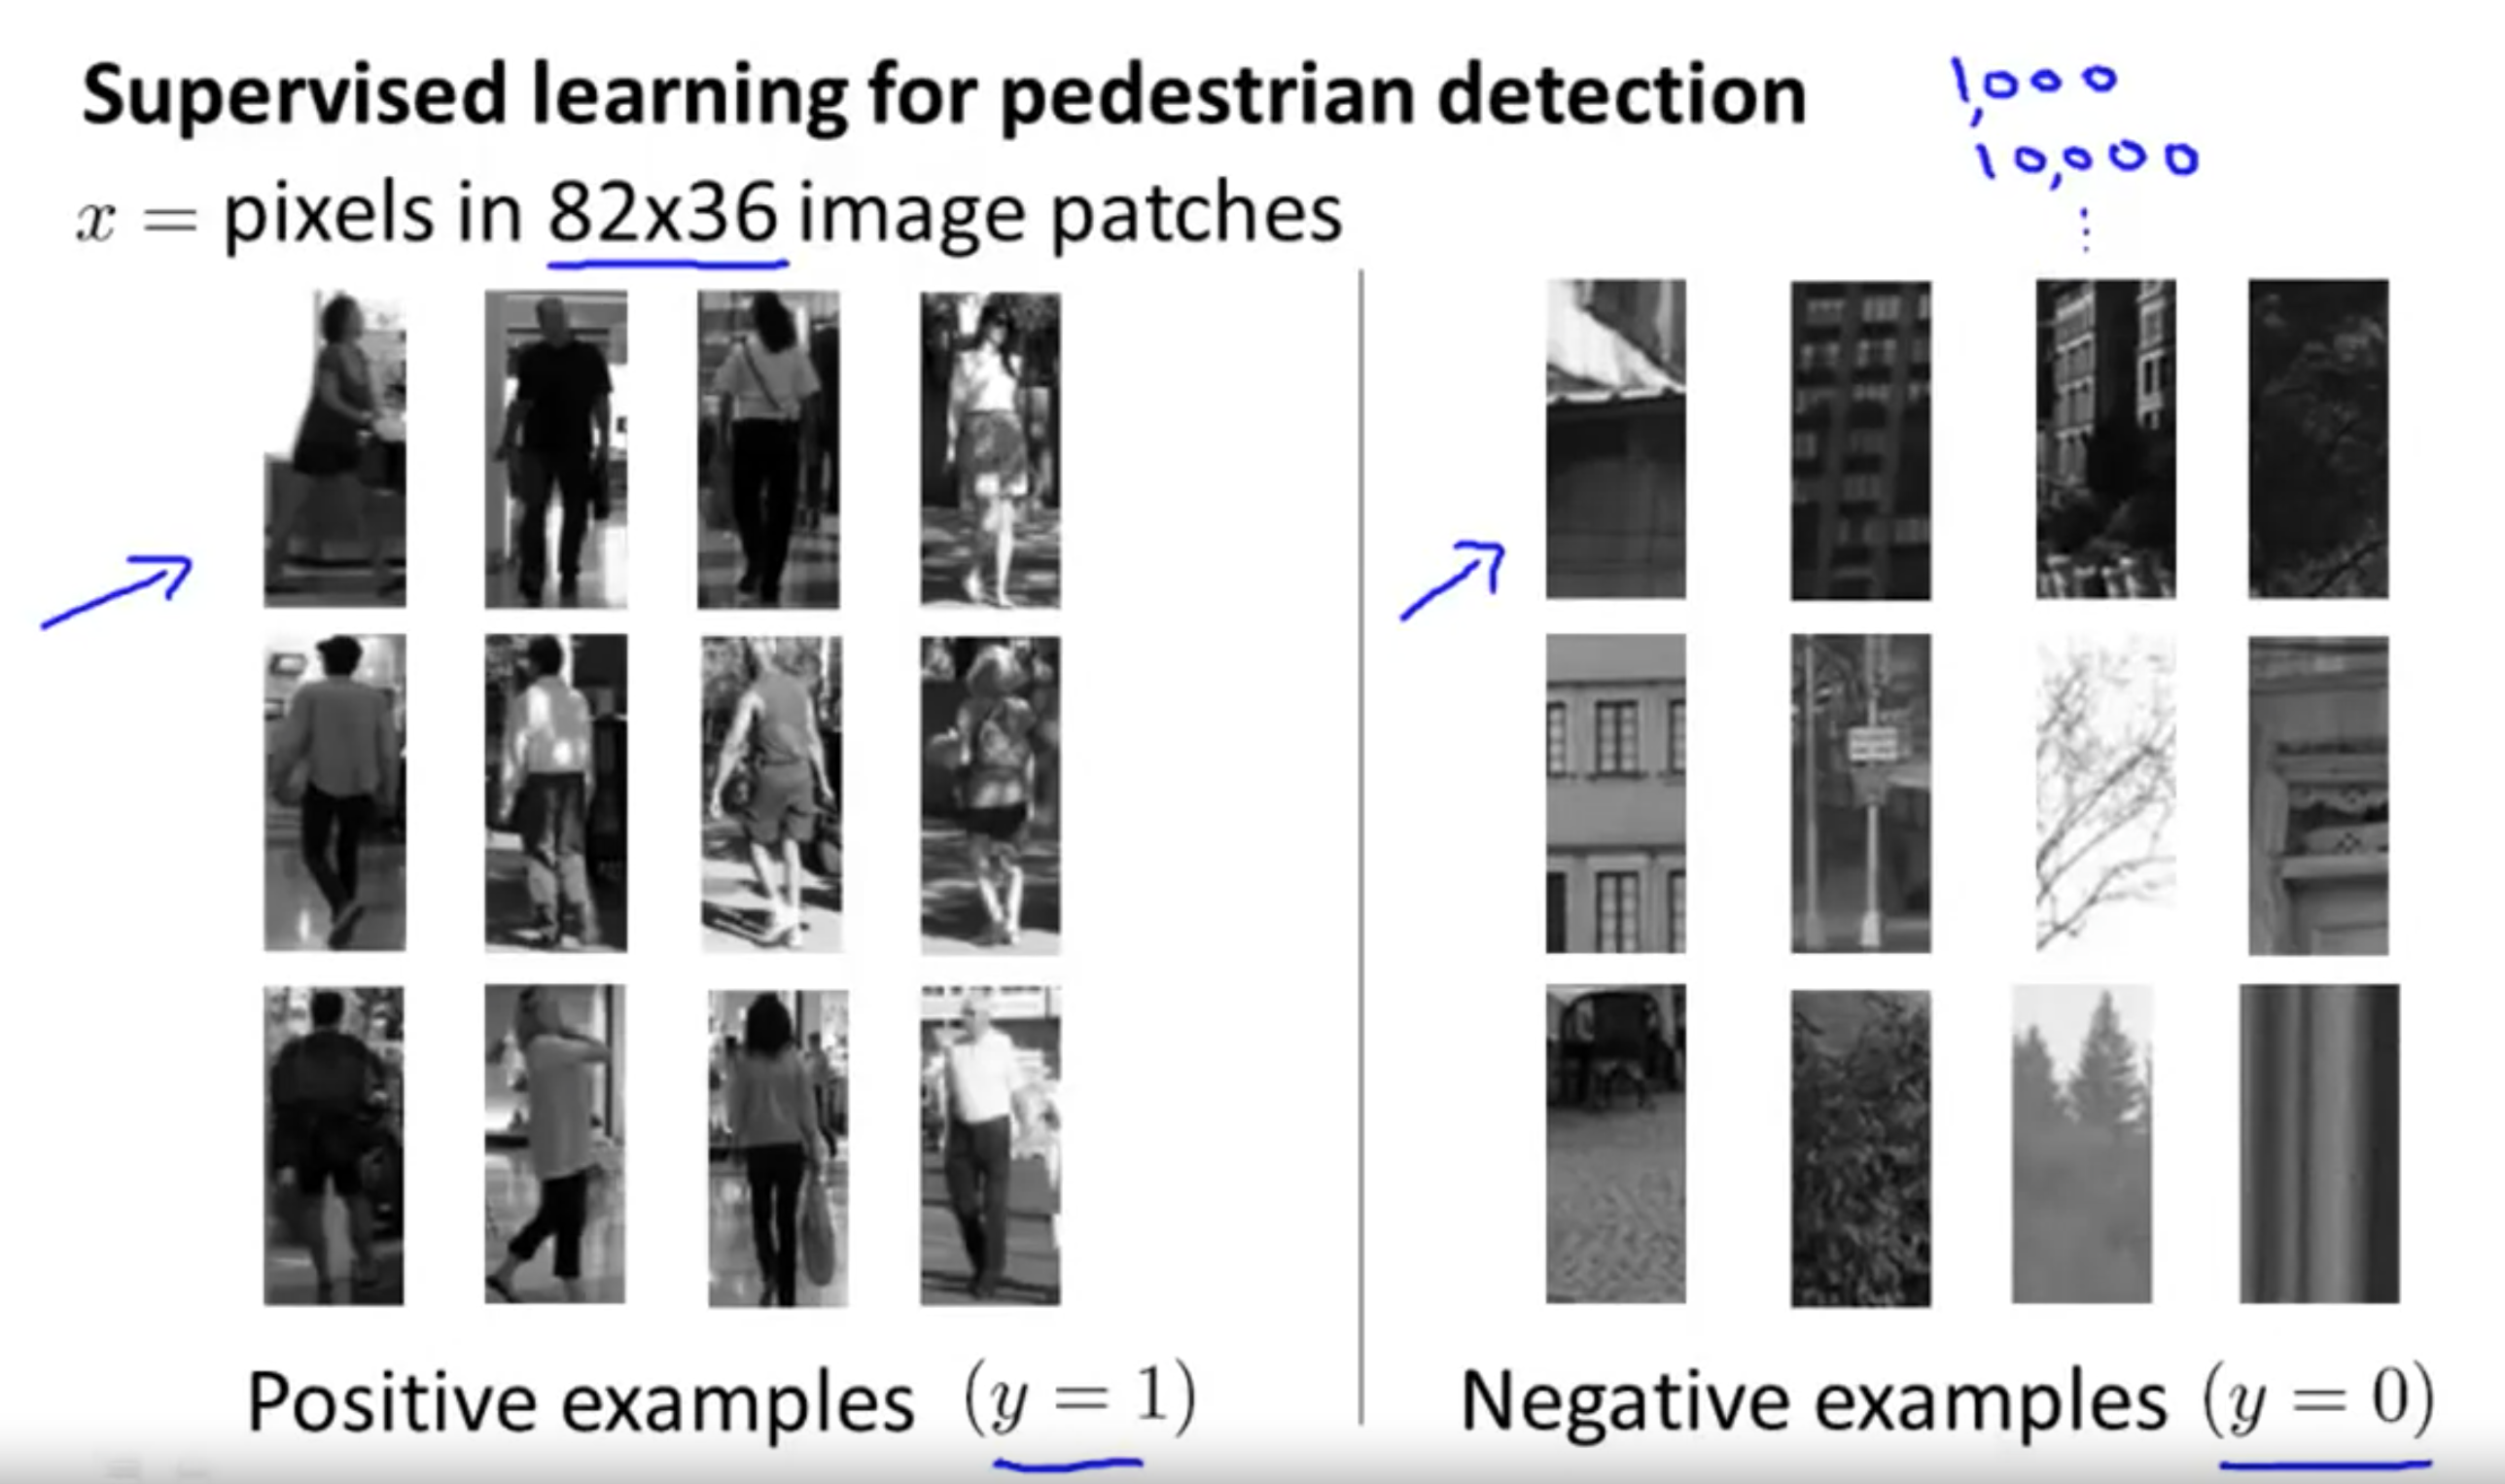 Supervised learning for pedestrian detection
1,000
10,000
x = pixels in 82x36 image patches
Positive examples (y = 1)
Negative examples (y = 0)